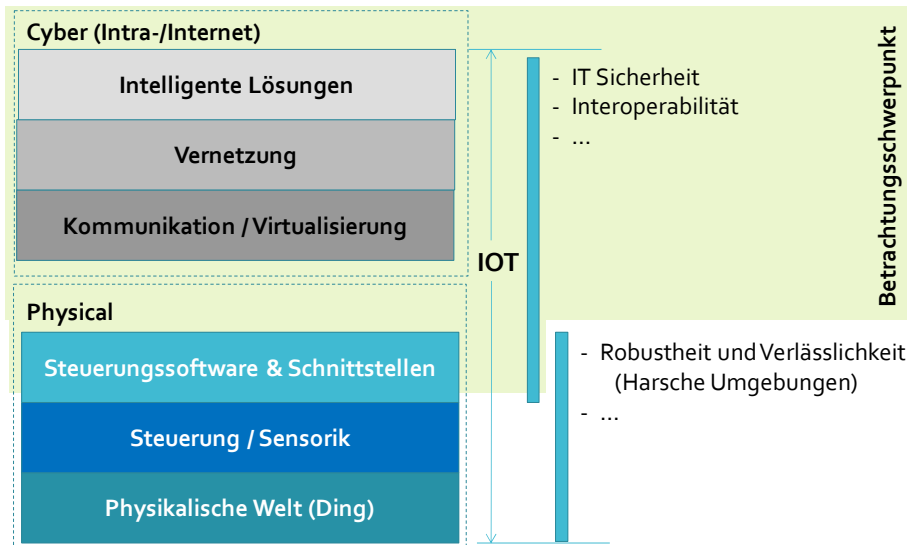 Cyber (Intra-/Internet)
Intelligente Lösungen
Vernetzung
Kommunikation / Virtualisierung
Physical
Steuerungssoftware & Schnittstellen
Steuerung / Sensorik
Physikalische Welt (Ding)
IOT
- IT Sicherheit
- Interoperabilität
- ...
- Robustheit und Verlässlichkeit
(Harsche Umgebungen)
- ...
Betrachtungsschwerpunkt